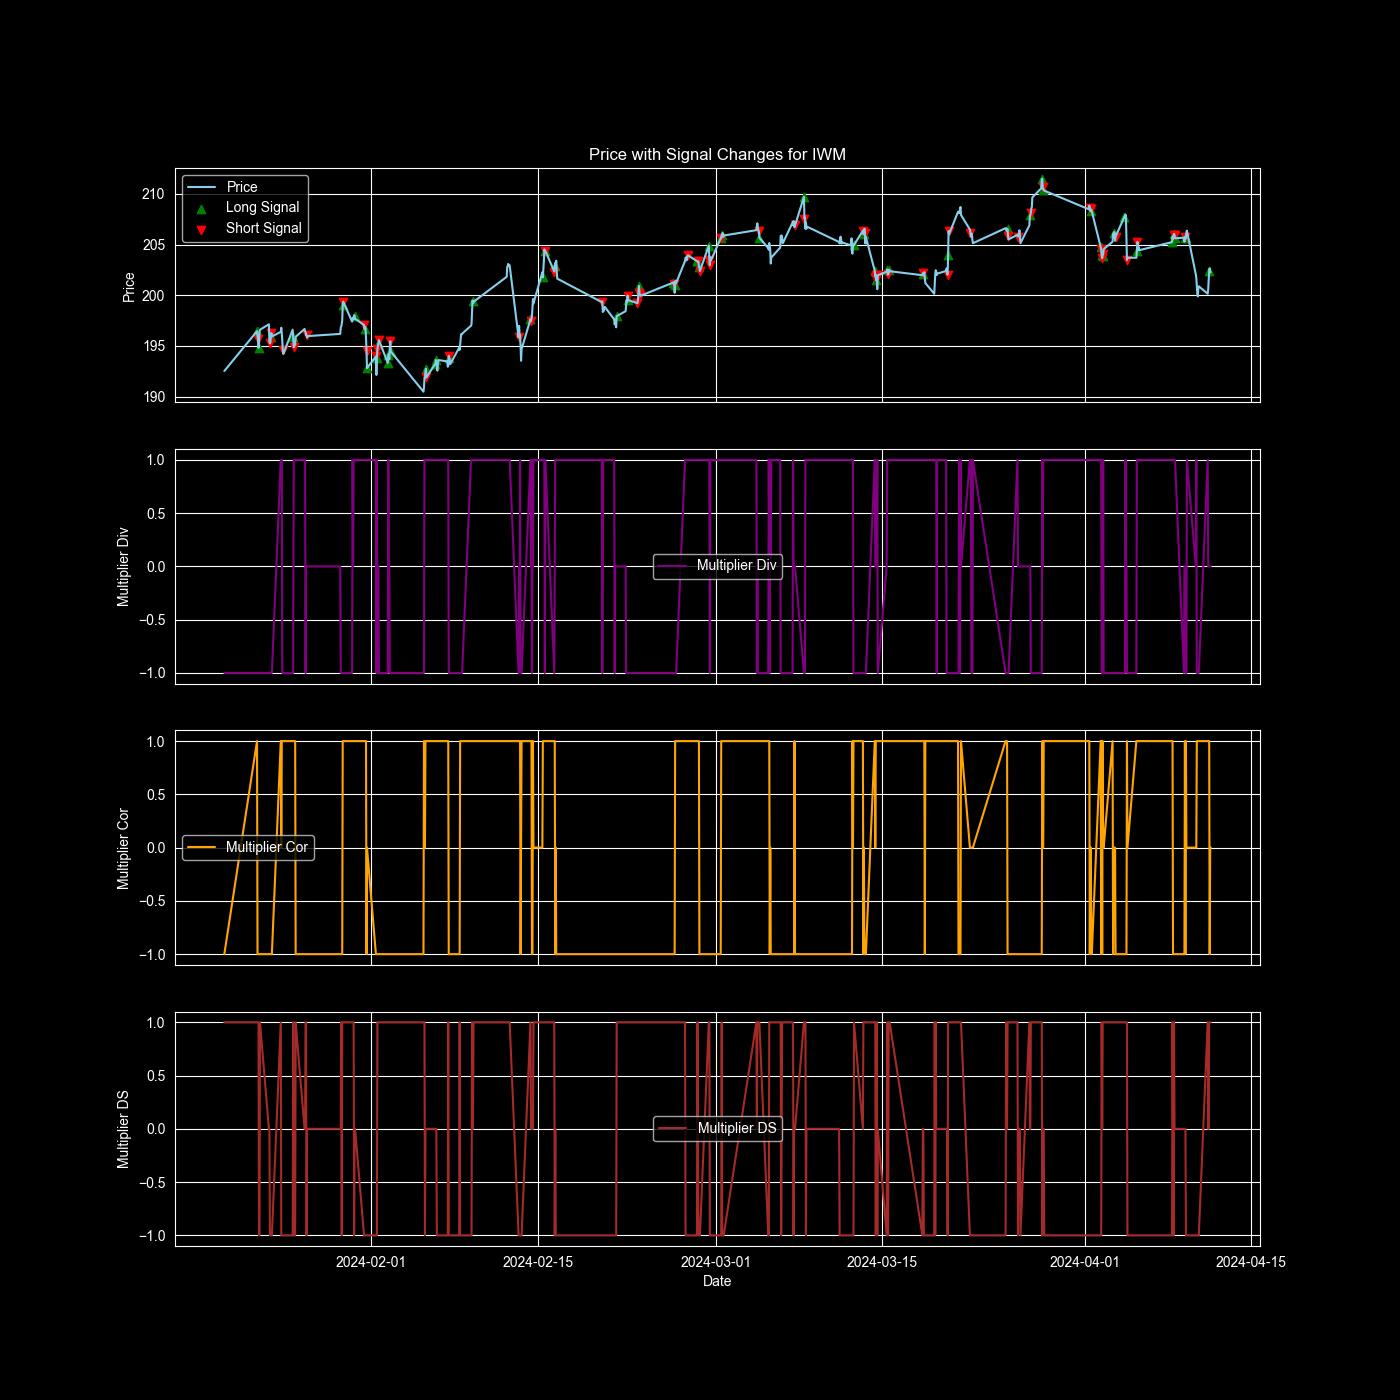 Price with Signal Changes for IWM
Price
Long Signal
Short Signal
210
205
200
195
190
Price
1.0
0.5
0.0
−0.5
−1.0
Multiplier Div
Multiplier Div
1.0
0.5
0.0
−0.5
−1.0
Multiplier Cor
Multiplier Cor
1.0
0.5
0.0
−0.5
−1.0
Multiplier DS
Multiplier DS
2024-02-01 2024-02-15 2024-03-01 2024-03-15 2024-04-01 2024-04-15
Date